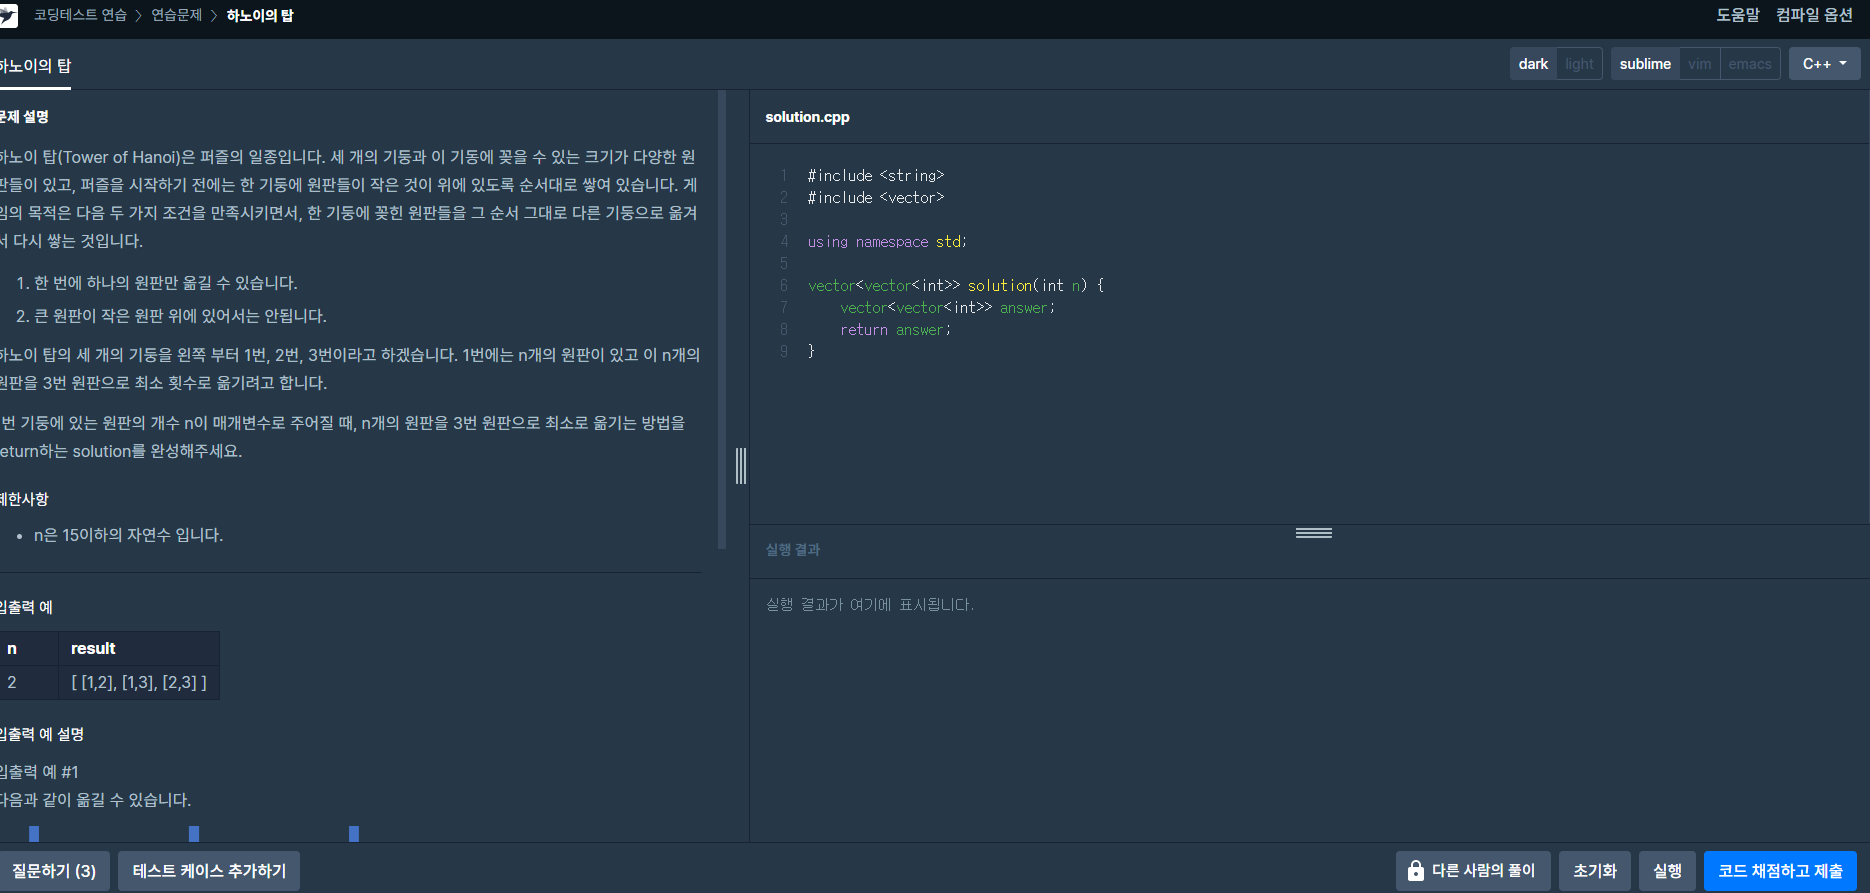 코딩테스트 연습 > 연습문제 > 하노이의 탑
도움말 컴파일 옵션
하노이의 탑
dark light sublime vim emacs C++
문제 설명
하노이 탑(Tower of Hanoi)은 퍼즐의 일종입니다. 세 개의 기둥과 이 기둥에 꽂을 수 있는 크기가 다양한 원
판들이 있고, 퍼즐을 시작하기 전에는 한 기둥에 원판들이 작은 것이 위에 있도록 순서대로 쌓여 있습니다. 게
임의 목적은 다음 두 가지 조건을 만족시키면서, 한 기둥에 꽂힌 원판들을 그 순서 그대로 다른 기둥으로 옮겨
서 다시 쌓는 것입니다.
1. 한 번에 하나의 원판만 옮길 수 있습니다.
2. 큰 원판이 작은 원판 위에 있어서는 안됩니다.
하노이 탑의 세 개의 기둥을 왼쪽 부터 1번, 2번, 3번이라고 하겠습니다. 1번에는 n개의 원판이 있고 이 n개의
원판을 3번 원판으로 최소 횟수로 옮기려고 합니다.
번 기둥에 있는 원판의 개수 n이 매개변수로 주어질 때, n개의 원판을 3번 원판으로 최소로 옮기는 방법을
return하는 solution를 완성해주세요.
제한사항
• n은 15이하의 자연수 입니다.
입출력 예
n result
2 [ [1,2], [1,3], [2,3] ]
입출력 예 설명
입출력 예 #1
다음과 같이 옮길 수 있습니다.
solution.cpp
1 #include <string>
2 #include <vector>
3
4 using namespace std;
5
6 vector<vector<int>> solution(int n) {
7     vector<vector<int>> answer;
8     return answer;
9 }
실행 결과
실행 결과가 여기에 표시됩니다.
질문하기 (3) 테스트 케이스 추가하기
다른 사람의 풀이 초기화 실행 코드 채점하고 제출